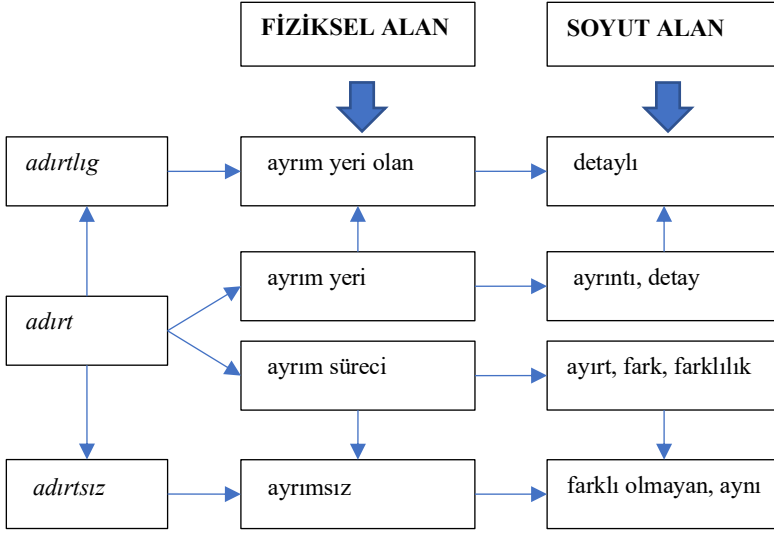 FİZİKSEL ALAN
SOYUT ALAN
adırtlıg
ayrım yeri olan
detaylı
ayrım yeri
ayrıntı, detay
adırt
ayrım süreci
ayırt, fark, farklılık
adırtsız
ayrımsız
farklı olmayan, aynı